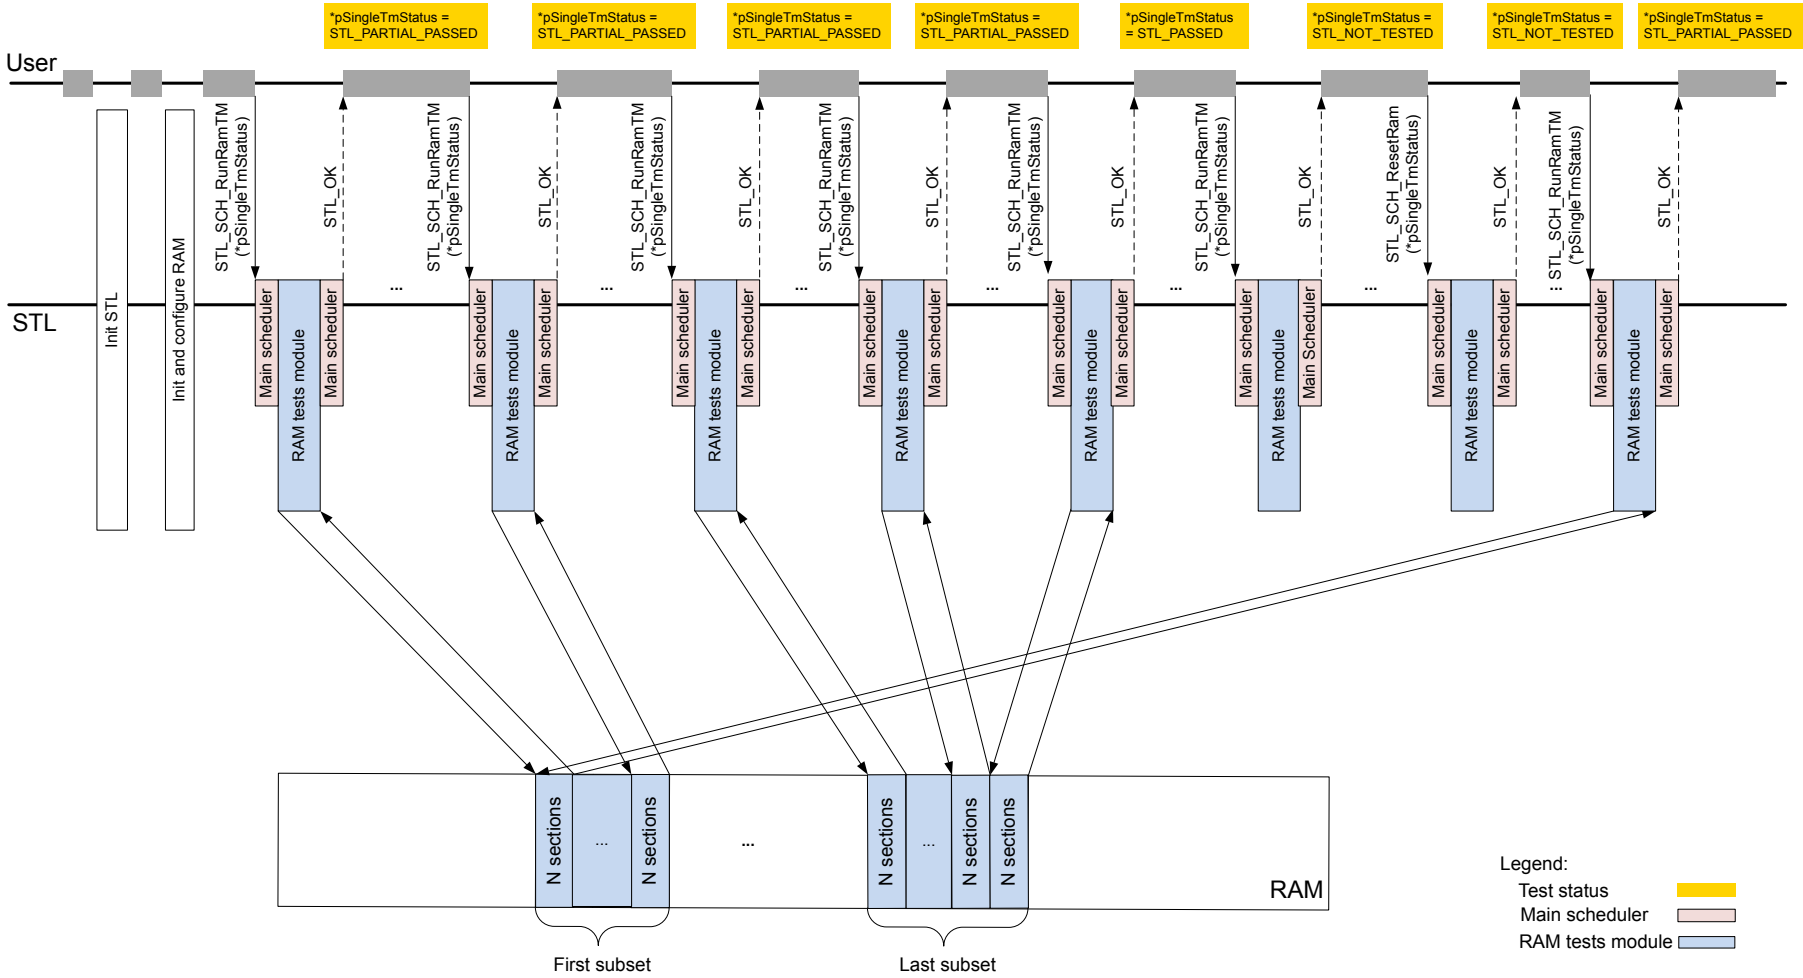 *pSingleTmStatus =
STL_PARTIAL_PASSED
*pSingleTmStatus =
STL_PARTIAL_PASSED
*pSingleTmStatus =
STL_PARTIAL_PASSED
*pSingleTmStatus =
STL_PARTIAL_PASSED
*pSingleTmStatus
= STL_PASSED
*pSingleTmStatus =
STL_NOT_TESTED
*pSingleTmStatus =
STL_NOT_TESTED
*pSingleTmStatus =
STL_PARTIAL_PASSED
User
STL_SCH_RunRamTM
(*pSingleTmStatus)
STL_OK
STL_SCH_RunRamTM
(*pSingleTmStatus)
STL_OK
STL_SCH_RunRamTM
(*pSingleTmStatus)
STL_OK
STL_SCH_RunRamTM
(*pSingleTmStatus)
STL_OK
STL_SCH_RunRamTM
(*pSingleTmStatus)
STL_OK
STL_SCH_RunRamTM
(*pSingleTmStatus)
STL_OK
STL_SCH_ResetRam
(*pSingleTmStatus)
STL_OK
STL_SCH_RunRamTM
(*pSingleTmStatus)
STL_OK
...
...
...
...
...
...
...
STL
Init STL
Init and configure RAM
Main scheduler
RAM tests module
Main scheduler
Main scheduler
RAM tests module
Main scheduler
Main scheduler
RAM tests module
Main scheduler
Main scheduler
RAM tests module
Main scheduler
Main scheduler
RAM tests module
Main scheduler
Main scheduler
RAM tests module
Main Scheduler
Main scheduler
RAM tests module
Main scheduler
Main scheduler
RAM tests module
Main scheduler
N sections
...
N sections
...
N sections
...
N sections
N sections
RAM
First subset
Last subset
Legend:
Test status
Main scheduler
RAM tests module